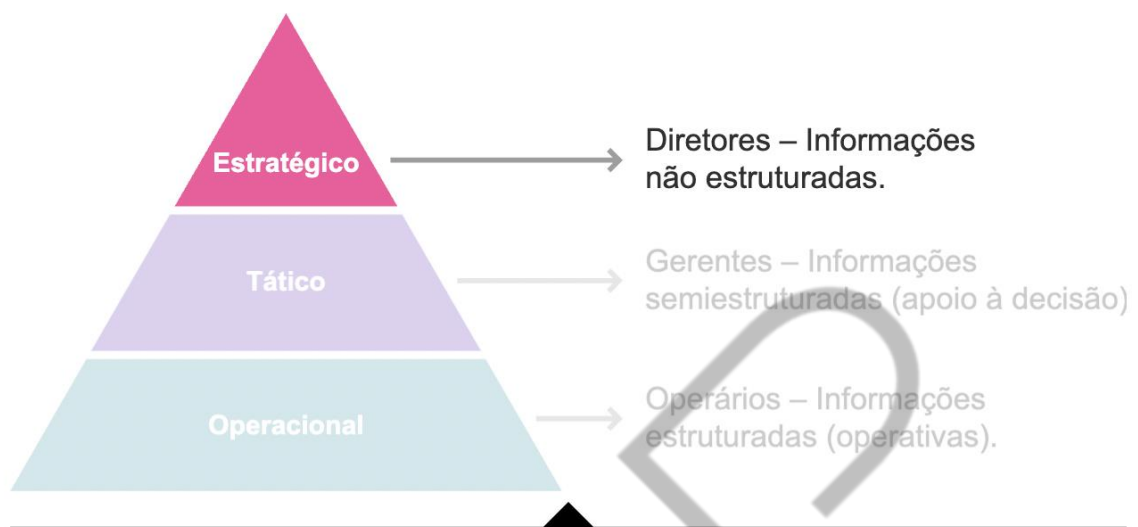 Estratégico
Diretores – Informações
não estruturadas.
Tático
Gerentes – Informações
semiestruturadas (apoio à decisão)
Operacional
Operários – Informações
estruturadas (operativas).